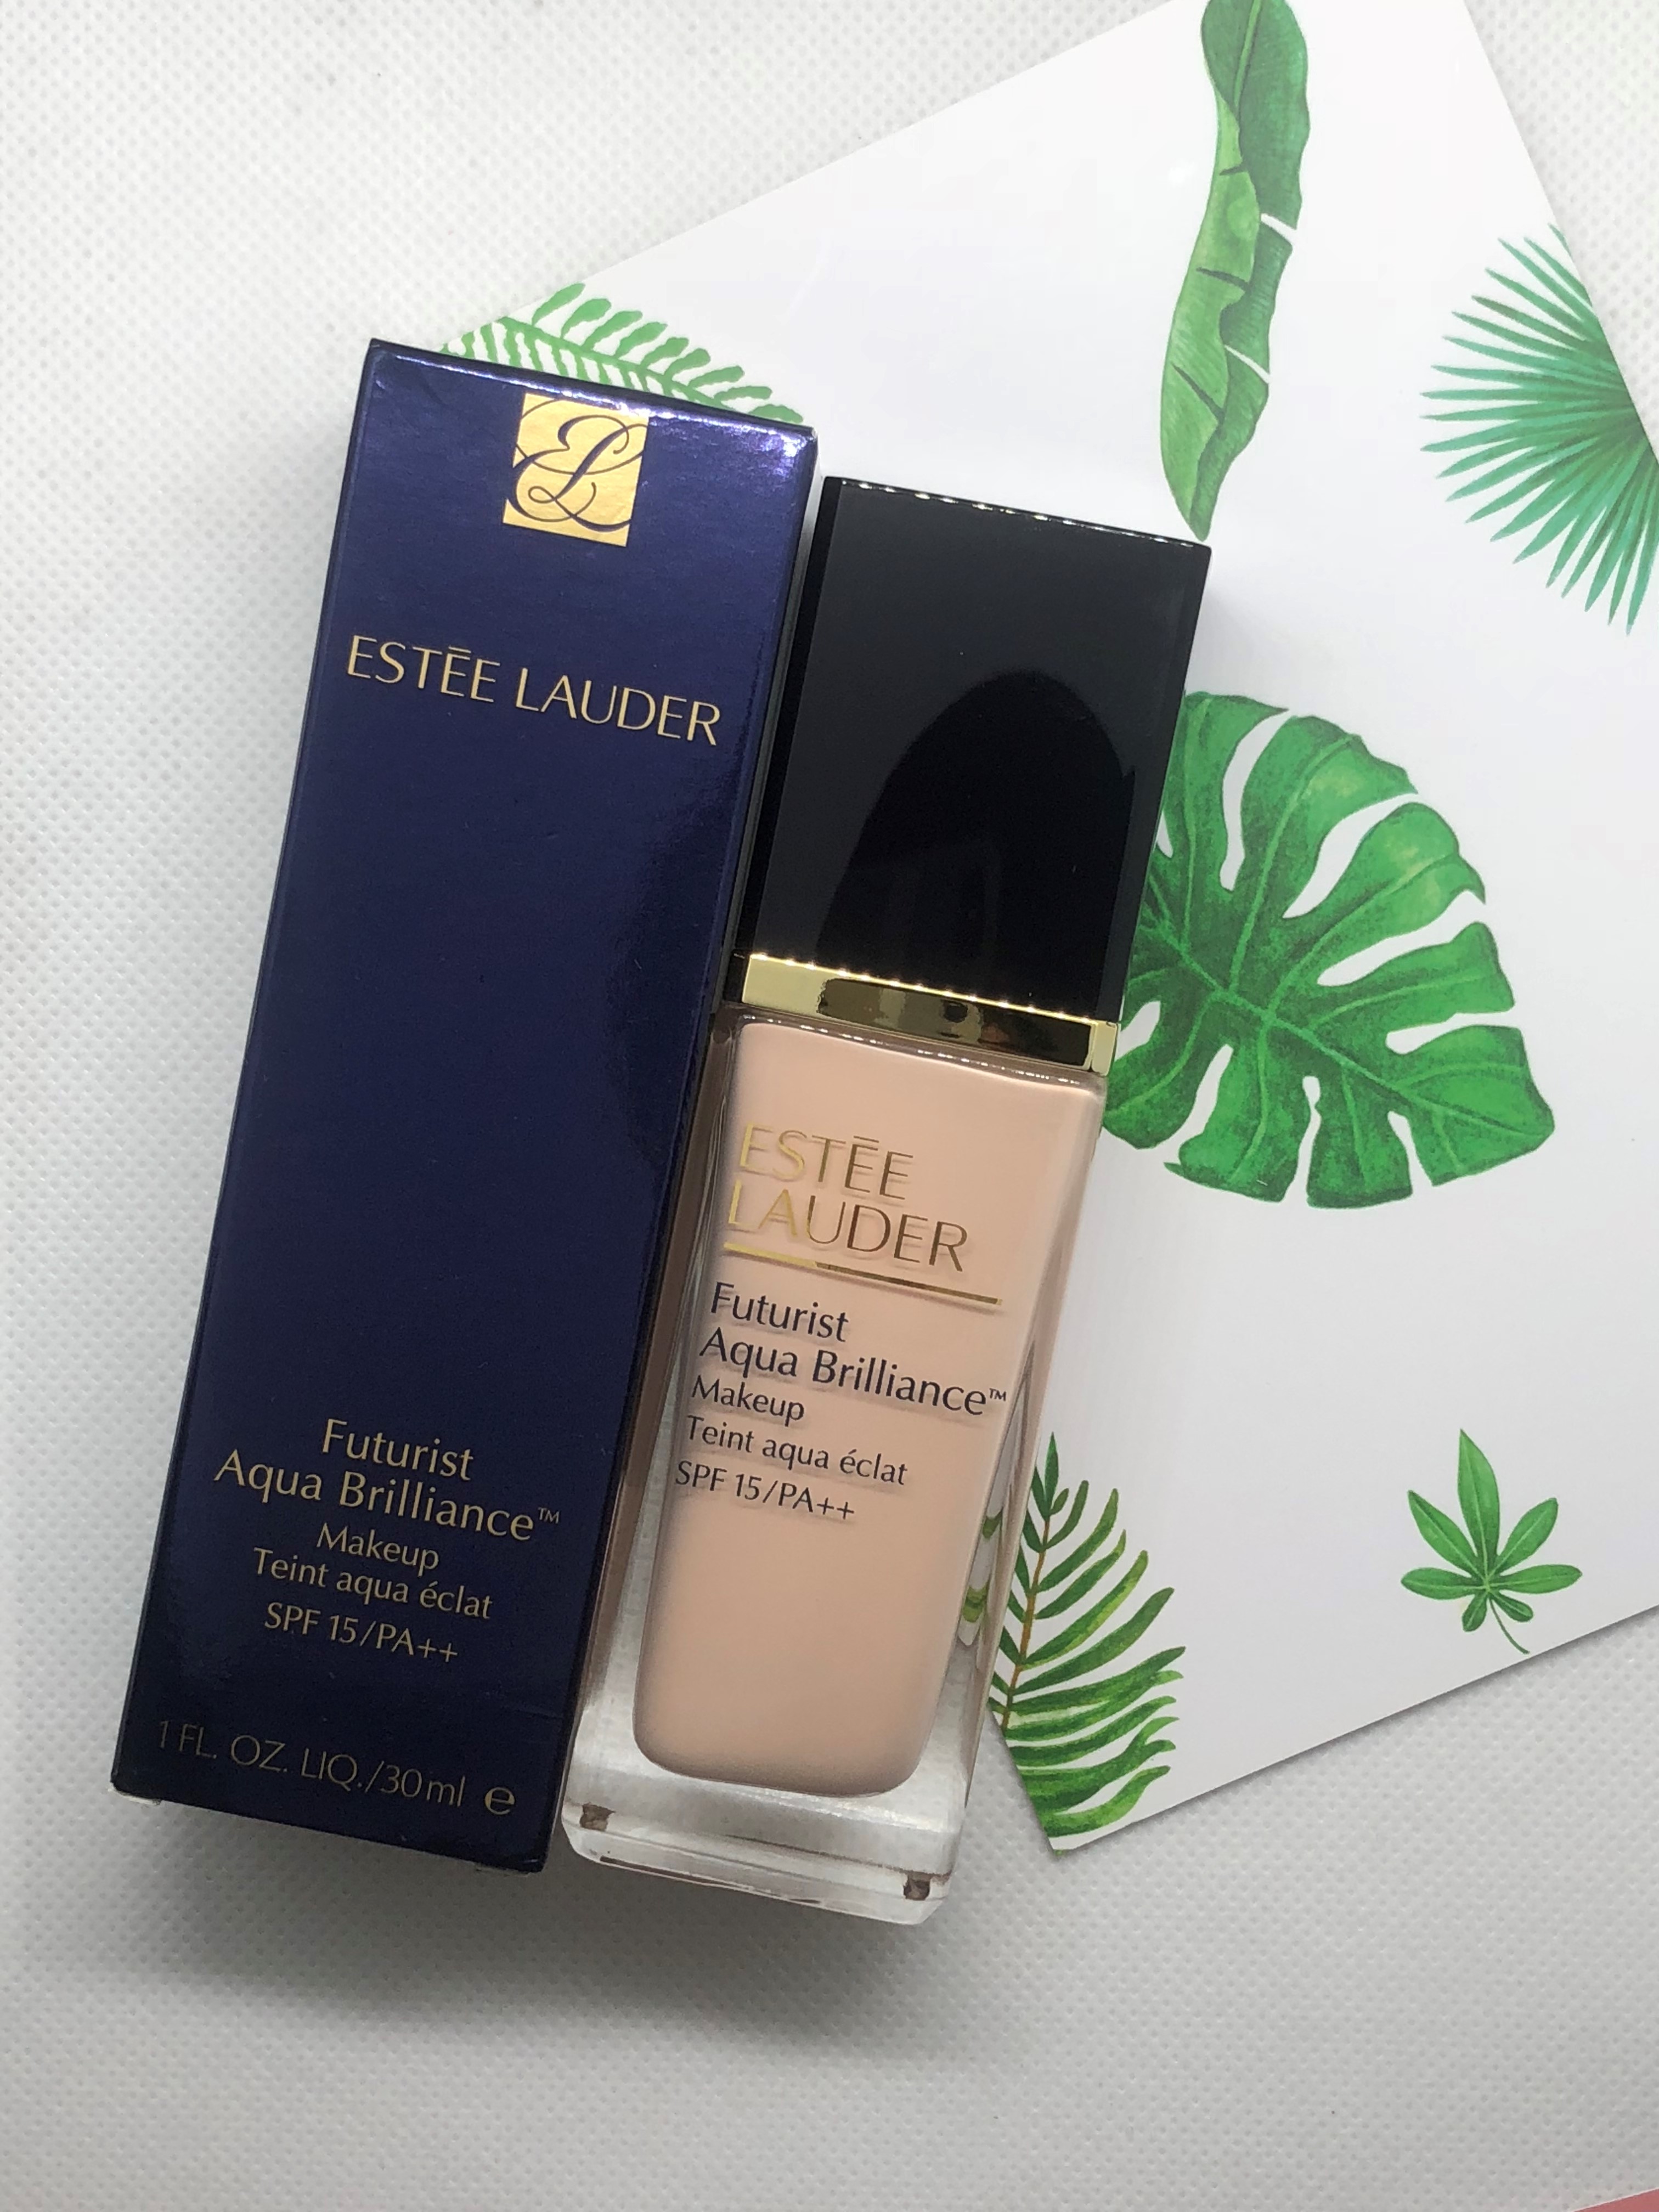 EL
ESTĒE LAUDER
Futurist
Aqua Brilliance™
Makeup
Teint aqua éclat
SPF 15/PA++
1 FL. OZ. LIQ./30ml ℮
ESTĒE
LAUDER
Futurist
Aqua Brilliance™
Makeup
Teint aqua éclat
SPF 15/PA++